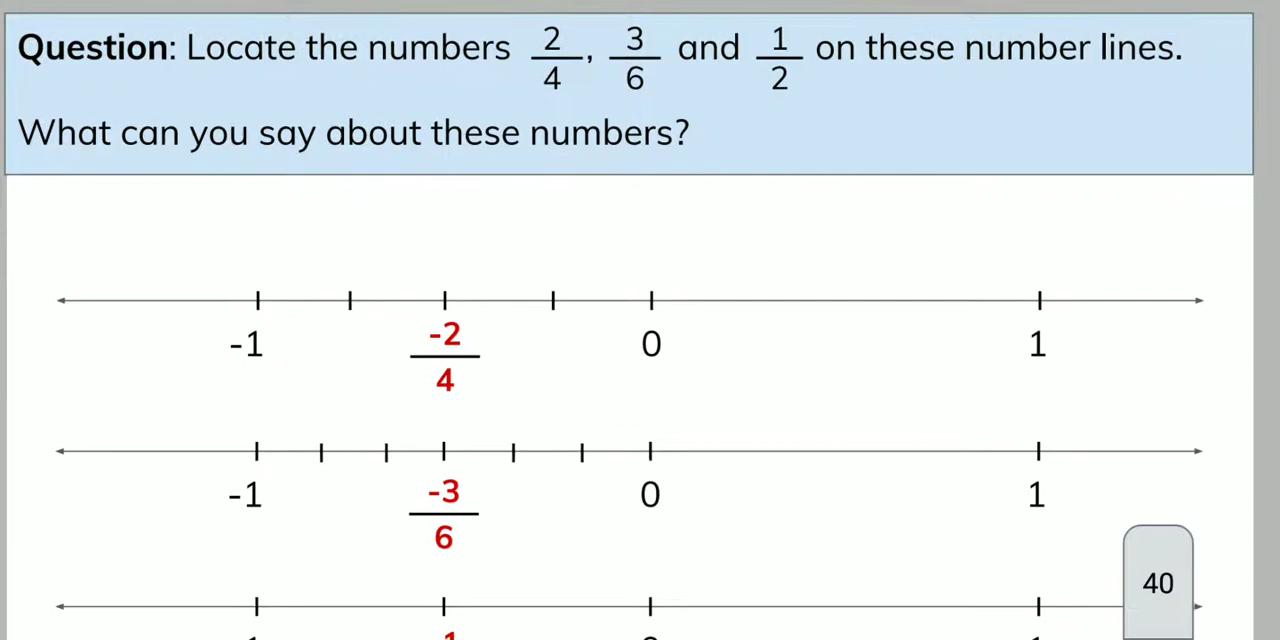 Question: Locate the numbers 2/4, 3/6 and 1/2 on these number lines.
What can you say about these numbers?
-1 -2/4 0 1
-1 -3/6 0 1
40